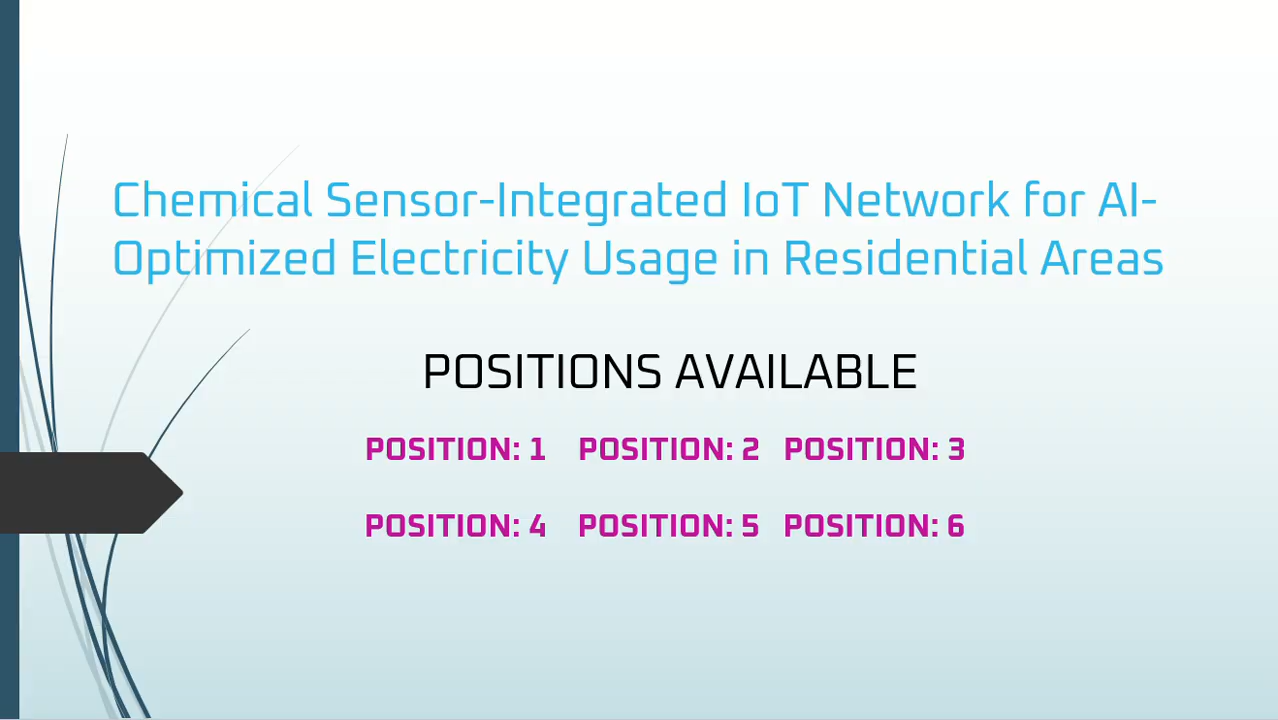 Chemical Sensor-Integrated IoT Network for AI-
Optimized Electricity Usage in Residential Areas
POSITIONS AVAILABLE
POSITION: 1 POSITION: 2 POSITION: 3
POSITION: 4 POSITION: 5 POSITION: 6